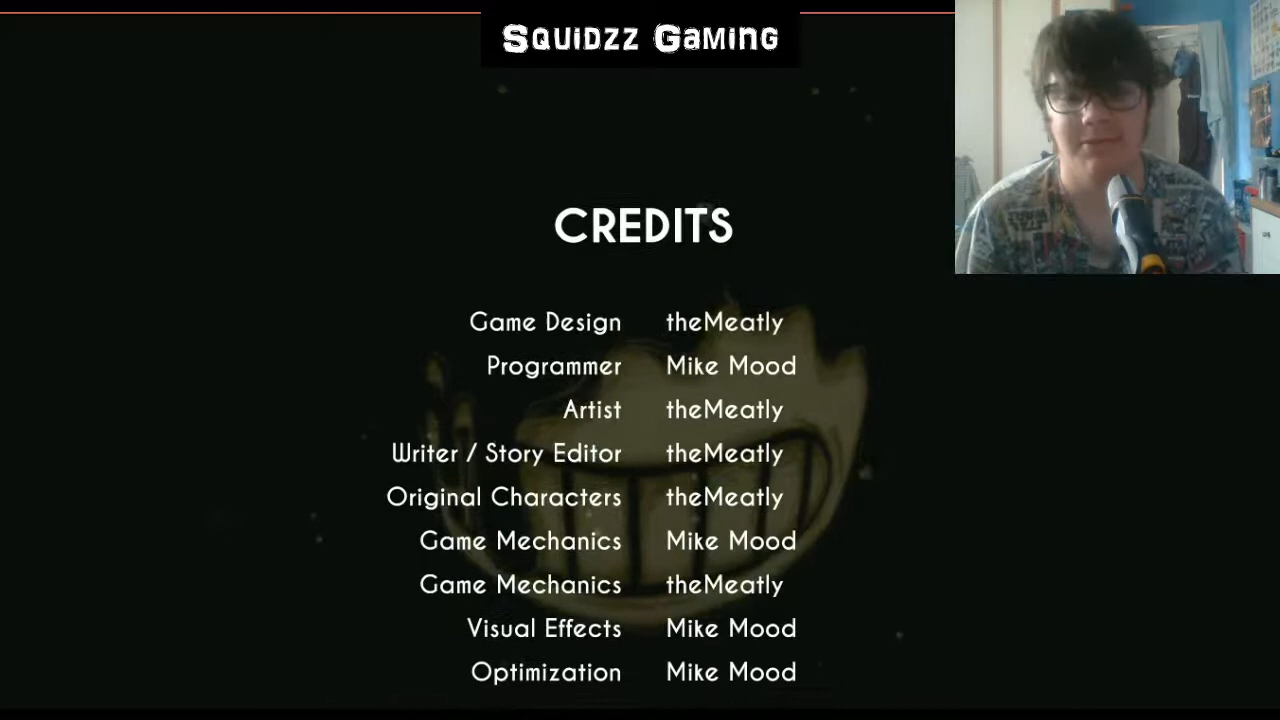 Squidzz Gaming
CREDITS
Game Design theMeatly
Programmer Mike Mood
Artist theMeatly
Writer / Story Editor theMeatly
Original Characters theMeatly
Game Mechanics Mike Mood
Game Mechanics theMeatly
Visual Effects Mike Mood
Optimization Mike Mood